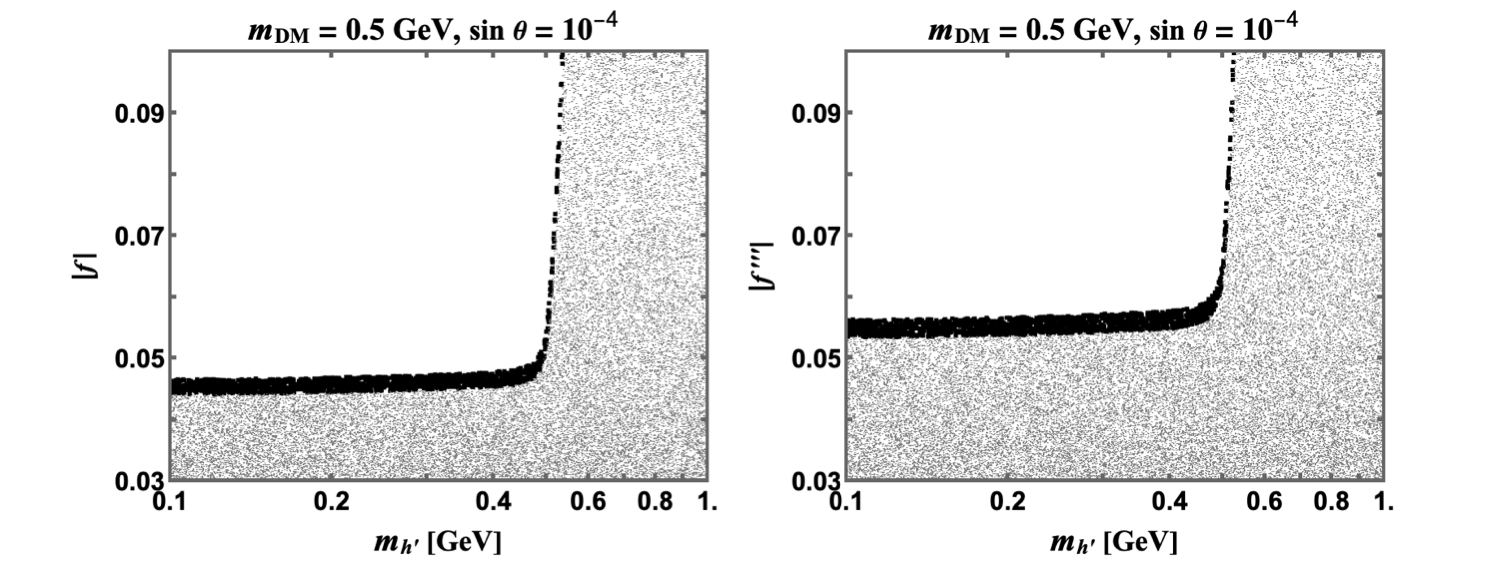 m_DM = 0.5 GeV, sin θ = 10⁻⁴
0.09
0.07
0.05
0.03
|f|
0.1 0.2 0.4 0.6 0.8 1.
m_h′ [GeV]
m_DM = 0.5 GeV, sin θ = 10⁻⁴
0.09
0.07
0.05
0.03
|f′′′|
0.1 0.2 0.4 0.6 0.8 1.
m_h′ [GeV]